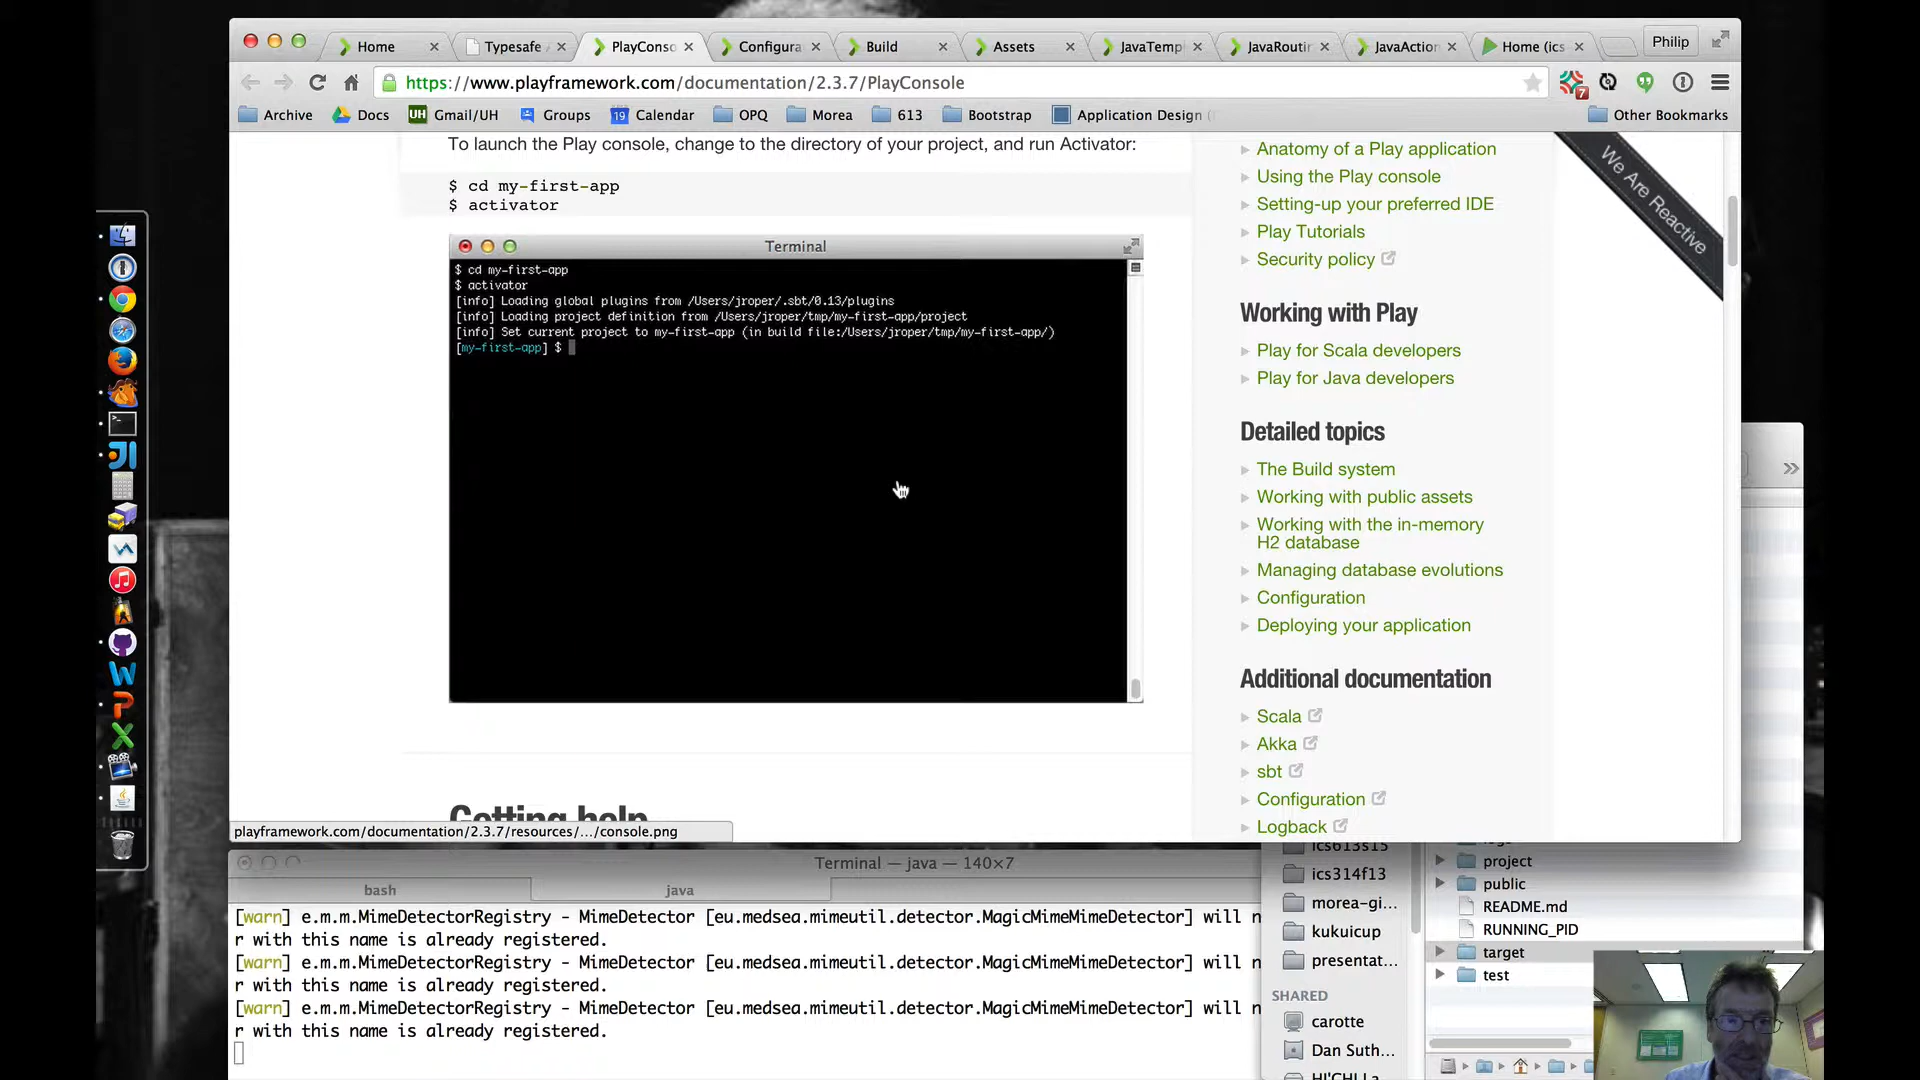 Home
Typesafe
PlayConso
Configura
Build
Assets
JavaTemp
JavaRouti
JavaAction
Home (ics
Philip
https://www.playframework.com/documentation/2.3.7/PlayConsole
7
Archive
Docs
UH Gmail/UH
Groups
19 Calendar
OPQ
Morea
613
Bootstrap
Application Design
Other Bookmarks
To launch the Play console, change to the directory of your project, and run Activator:
$ cd my-first-app
$ activator
Terminal
$ cd my-first-app
$ activator
[info] Loading global plugins from /Users/jroper/.sbt/0.13/plugins
[info] Loading project definition from /Users/jroper/tmp/my-first-app/project
[info] Set current project to my-first-app (in build file:/Users/jroper/tmp/my-first-app/)
[my-first-app] $
Getting help
playframework.com/documentation/2.3.7/resources/.../console.png
Anatomy of a Play application
Using the Play console
Setting-up your preferred IDE
Play Tutorials
Security policy
Working with Play
Play for Scala developers
Play for Java developers
Detailed topics
The Build system
Working with public assets
Working with the in-memory
H2 database
Managing database evolutions
Configuration
Deploying your application
Additional documentation
Scala
Akka
sbt
Configuration
Logback
We Are Reactive
Terminal — java — 140×7
bash
java
[warn] e.m.m.MimeDetectorRegistry - MimeDetector [eu.medsea.mimeutil.detector.MagicMimeMimeDetector] will n
r with this name is already registered.
[warn] e.m.m.MimeDetectorRegistry - MimeDetector [eu.medsea.mimeutil.detector.MagicMimeMimeDetector] will n
r with this name is already registered.
[warn] e.m.m.MimeDetectorRegistry - MimeDetector [eu.medsea.mimeutil.detector.MagicMimeMimeDetector] will n
r with this name is already registered.
ics613s15
ics314f13
morea-gi...
kukuicup
presentat...
SHARED
carotte
Dan Suth...
project
public
README.md
RUNNING_PID
target
test